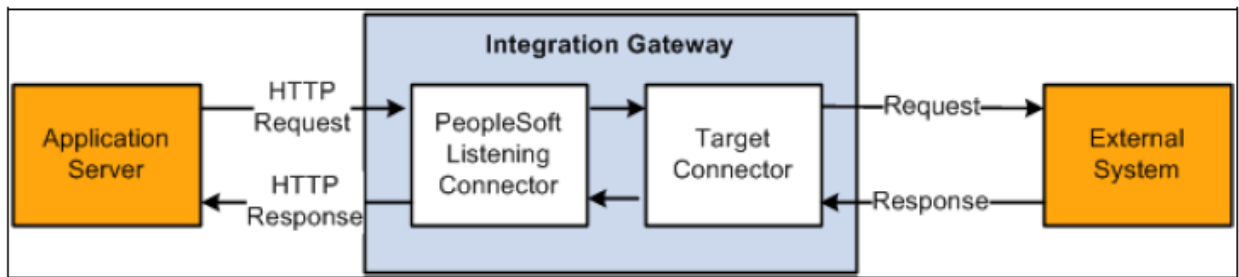 Integration Gateway
Application
Server
HTTP
Request
HTTP
Response
PeopleSoft
Listening
Connector
Target
Connector
Request
Response
External
System